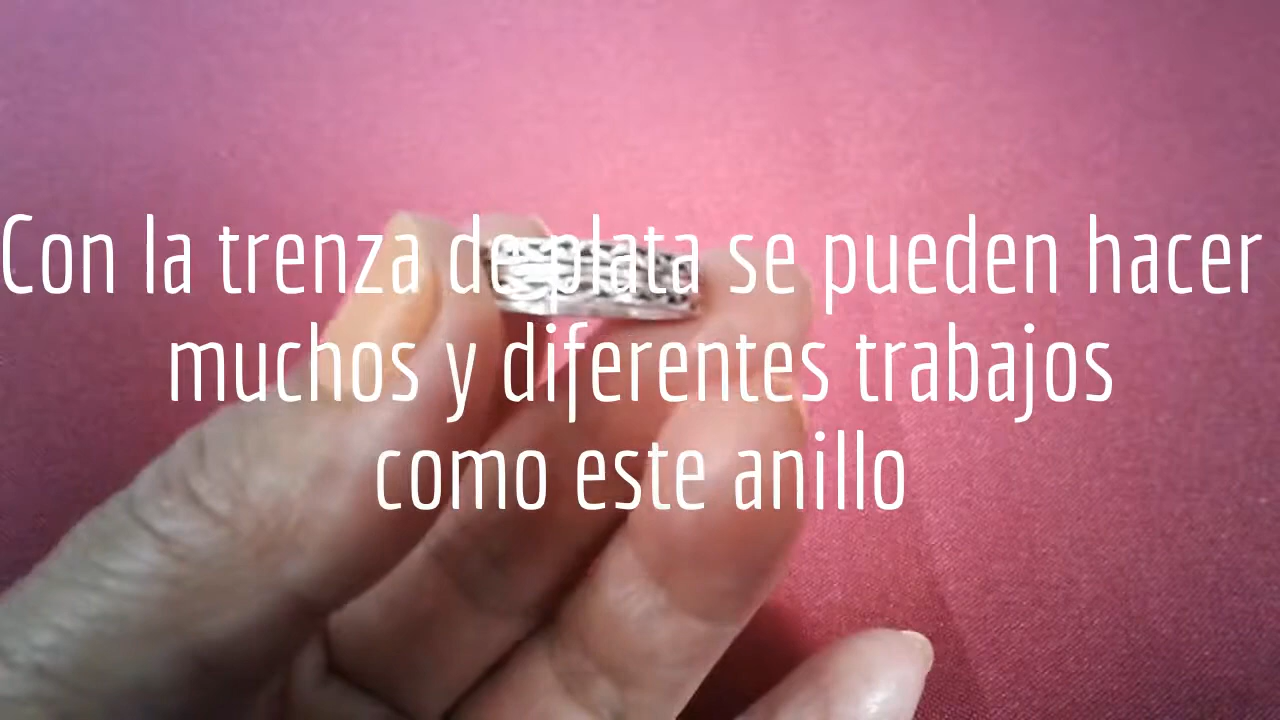 Con la trenza de plata se pueden hacer
muchos y diferentes trabajos
como este anillo